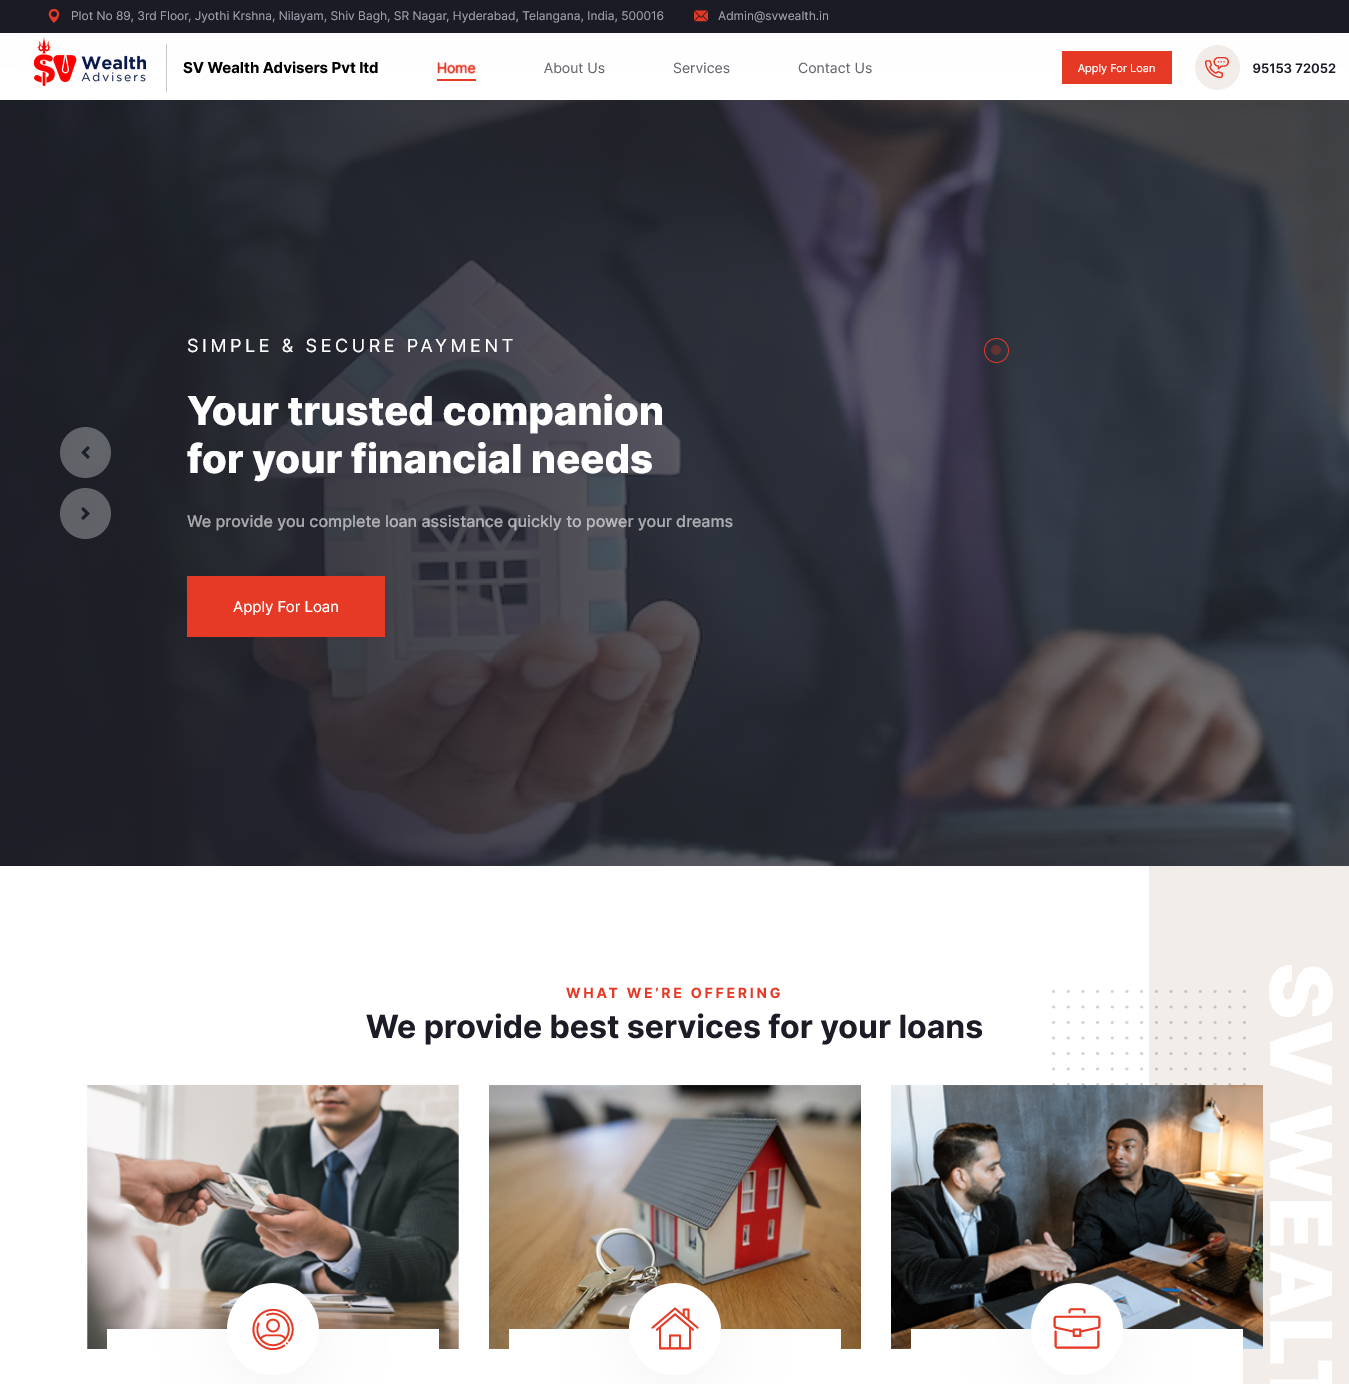 Plot No 89, 3rd Floor, Jyothi Krshna, Nilayam, Shiv Bagh, SR Nagar, Hyderabad, Telangana, India, 500016
Admin@svwealth.in
SV Wealth
Advisers
SV Wealth Advisers Pvt ltd
Home
About Us
Services
Contact Us
Apply For Loan
95153 72052
SIMPLE & SECURE PAYMENT
Your trusted companion
for your financial needs
We provide you complete loan assistance quickly to power your dreams
Apply For Loan
WHAT WE’RE OFFERING
We provide best services for your loans
SV WEALT